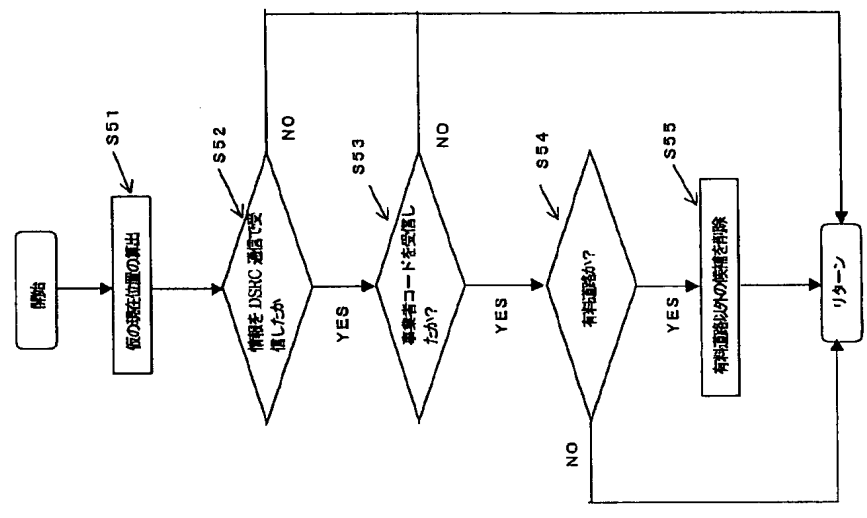 開始
S51
仮の現在位置の算出
S52
情報を DSRC 通信で受
信したか
NO
YES
S53
事業者コードを受信し
たか?
NO
YES
S54
有料道路か?
NO
YES
S55
有料道路以外の候補を削除
リターン